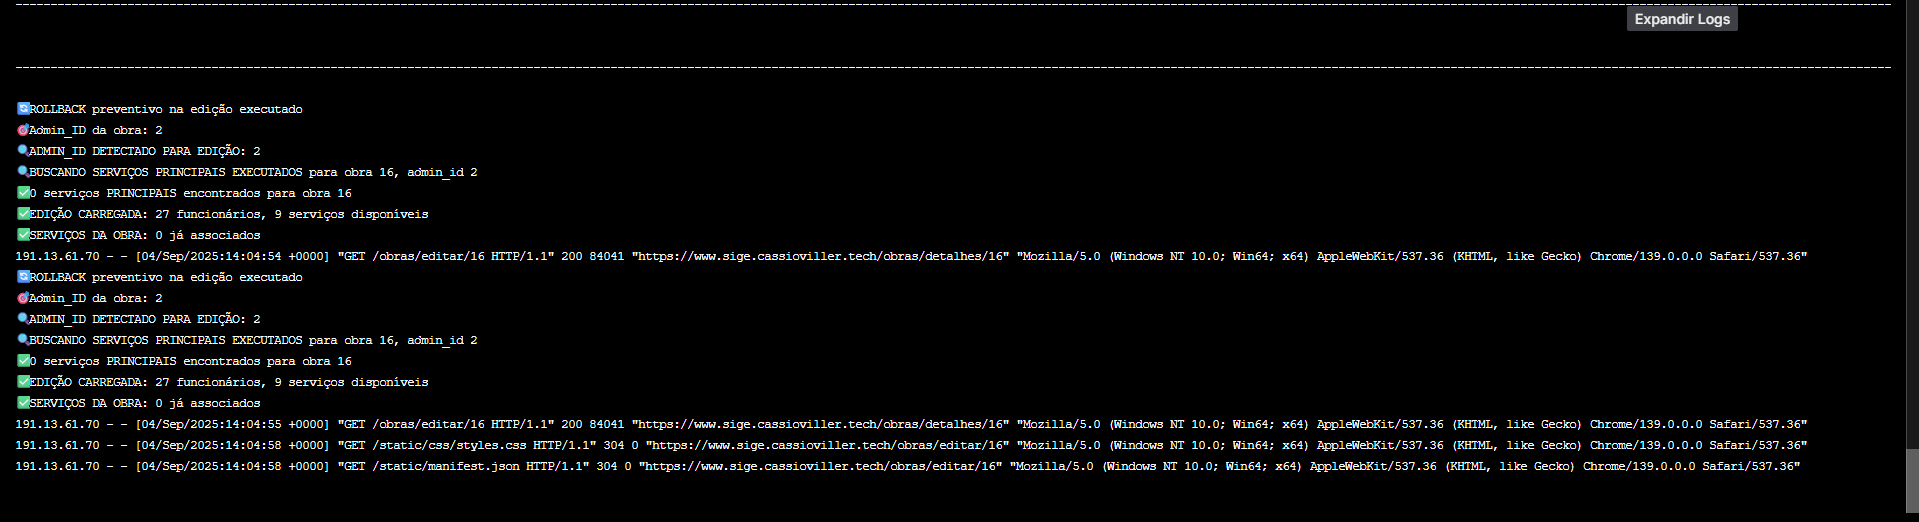 Expandir Logs
🔄ROLLBACK preventivo na edição executado
🎯Admin_ID da obra: 2
🔍ADMIN_ID DETECTADO PARA EDIÇÃO: 2
🔍BUSCANDO SERVIÇOS PRINCIPAIS EXECUTADOS para obra 16, admin_id 2
✅0 serviços PRINCIPAIS encontrados para obra 16
✅EDIÇÃO CARREGADA: 27 funcionários, 9 serviços disponíveis
✅SERVIÇOS DA OBRA: 0 já associados
191.13.61.70 - - [04/Sep/2025:14:04:54 +0000] "GET /obras/editar/16 HTTP/1.1" 200 84041 "https://www.sige.cassioviller.tech/obras/detalhes/16" "Mozilla/5.0 (Windows NT 10.0; Win64; x64) AppleWebKit/537.36 (KHTML, like Gecko) Chrome/139.0.0.0 Safari/537.36"
🔄ROLLBACK preventivo na edição executado
🎯Admin_ID da obra: 2
🔍ADMIN_ID DETECTADO PARA EDIÇÃO: 2
🔍BUSCANDO SERVIÇOS PRINCIPAIS EXECUTADOS para obra 16, admin_id 2
✅0 serviços PRINCIPAIS encontrados para obra 16
✅EDIÇÃO CARREGADA: 27 funcionários, 9 serviços disponíveis
✅SERVIÇOS DA OBRA: 0 já associados
191.13.61.70 - - [04/Sep/2025:14:04:55 +0000] "GET /obras/editar/16 HTTP/1.1" 200 84041 "https://www.sige.cassioviller.tech/obras/detalhes/16" "Mozilla/5.0 (Windows NT 10.0; Win64; x64) AppleWebKit/537.36 (KHTML, like Gecko) Chrome/139.0.0.0 Safari/537.36"
191.13.61.70 - - [04/Sep/2025:14:04:58 +0000] "GET /static/css/styles.css HTTP/1.1" 304 0 "https://www.sige.cassioviller.tech/obras/editar/16" "Mozilla/5.0 (Windows NT 10.0; Win64; x64) AppleWebKit/537.36 (KHTML, like Gecko) Chrome/139.0.0.0 Safari/537.36"
191.13.61.70 - - [04/Sep/2025:14:04:58 +0000] "GET /static/manifest.json HTTP/1.1" 304 0 "https://www.sige.cassioviller.tech/obras/editar/16" "Mozilla/5.0 (Windows NT 10.0; Win64; x64) AppleWebKit/537.36 (KHTML, like Gecko) Chrome/139.0.0.0 Safari/537.36"